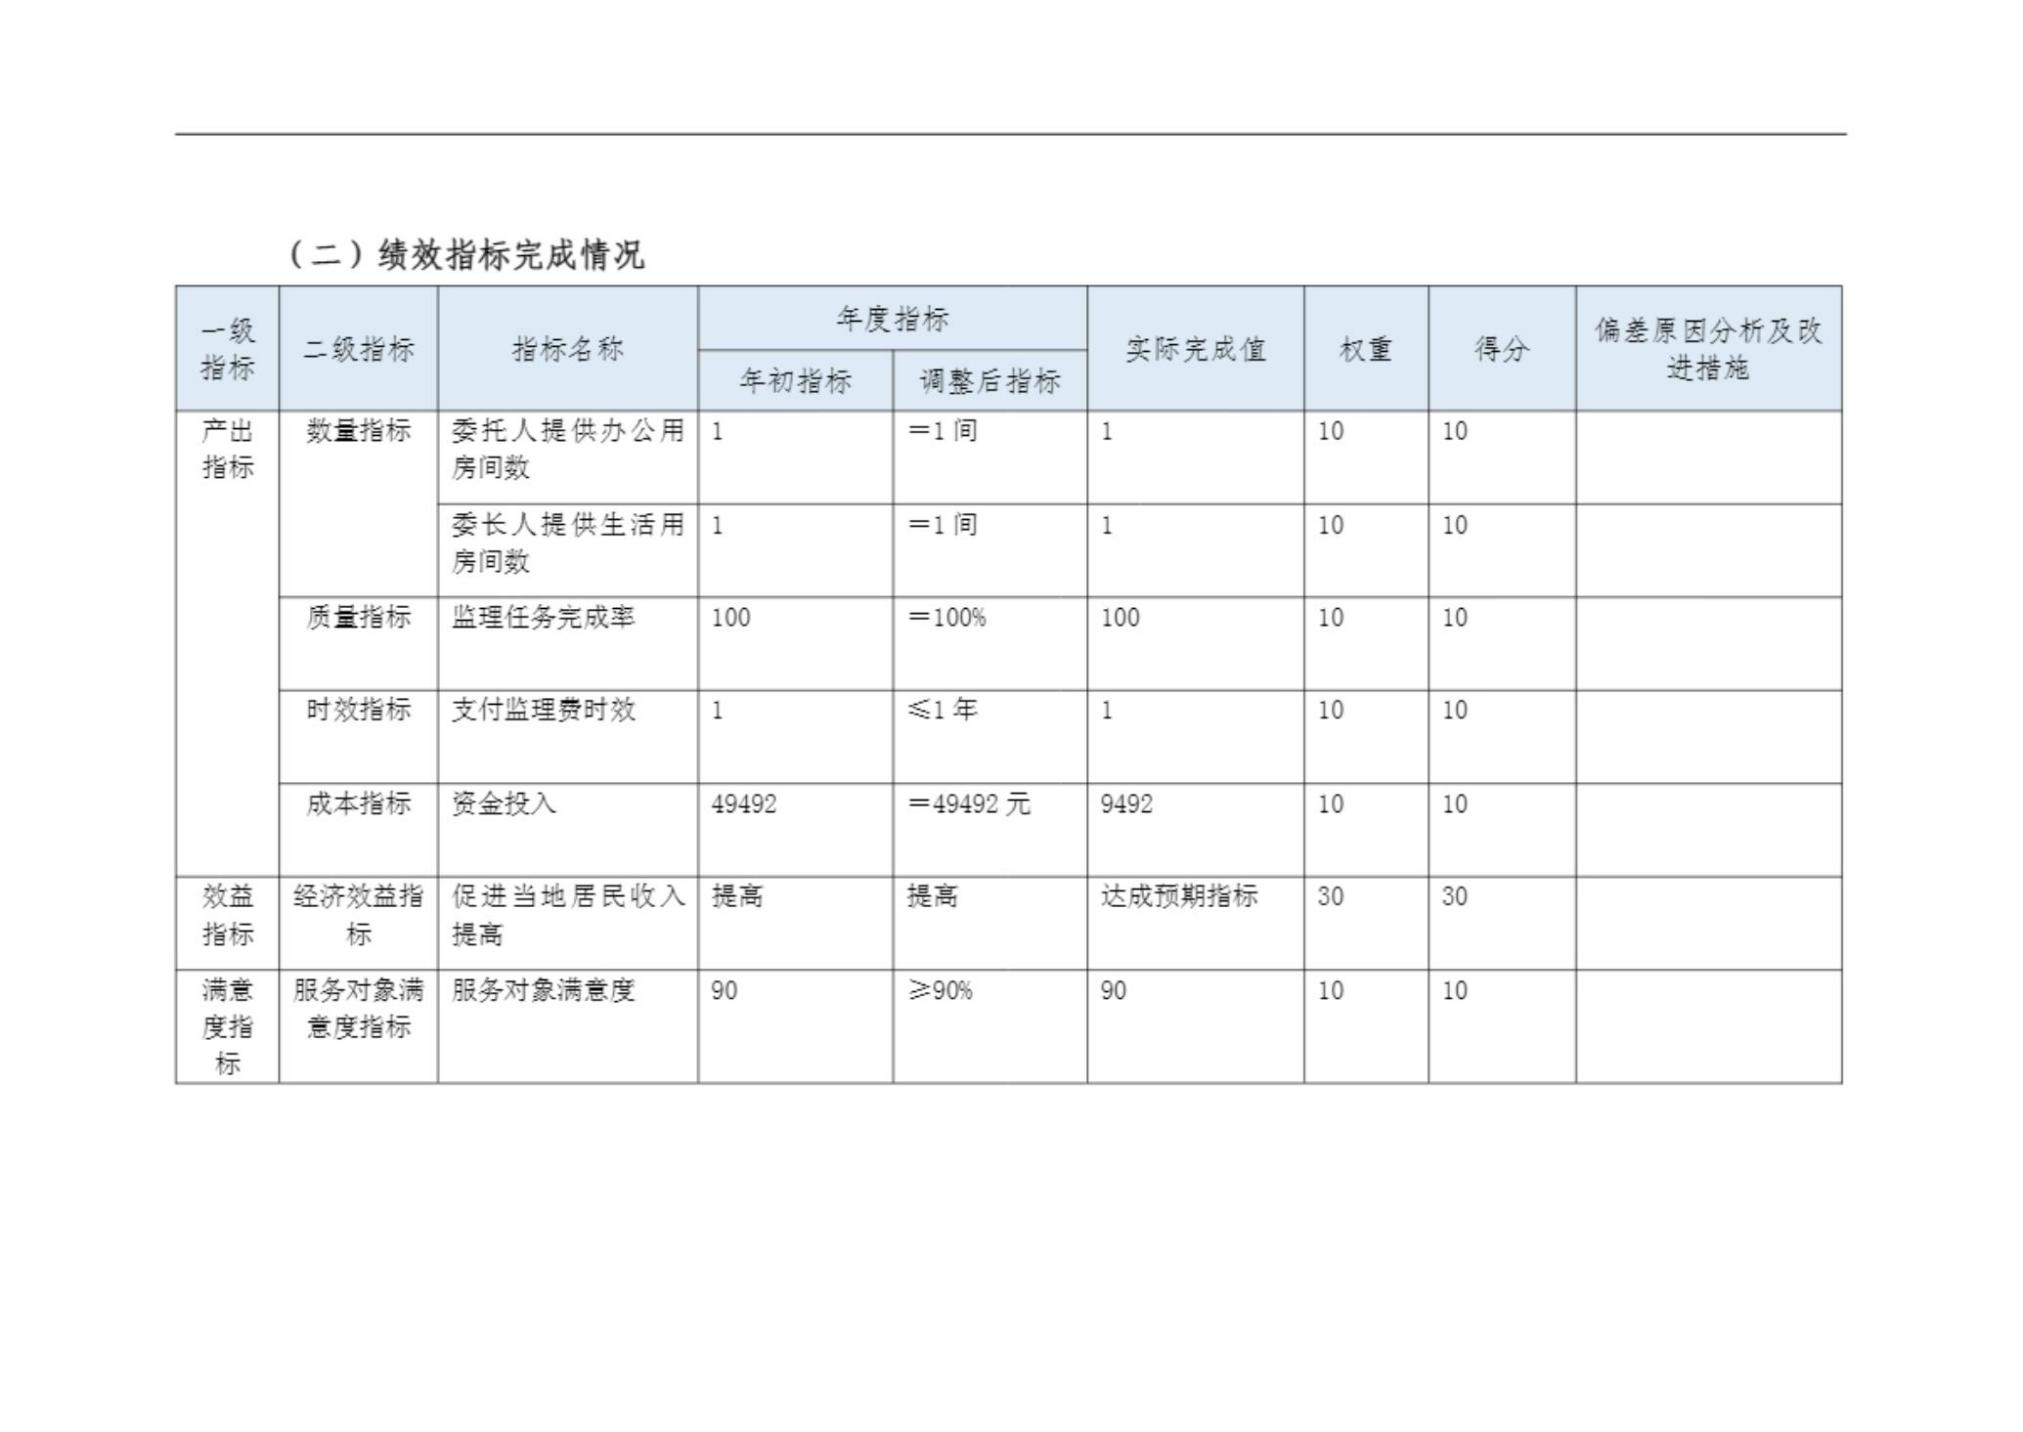 （二）绩效指标完成情况
一级
指标
二级指标
指标名称
年度指标
年初指标
调整后指标
实际完成值
权重
得分
偏差原因分析及改
进措施
产出
指标
数量指标
委托人提供办公用
房间数
1
＝1 间
1
10
10
委长人提供生活用
房间数
1
＝1 间
1
10
10
质量指标
监理任务完成率
100
＝100%
100
10
10
时效指标
支付监理费时效
1
≤1 年
1
10
10
成本指标
资金投入
49492
＝49492 元
9492
10
10
效益
指标
经济效益指
标
促进当地居民收入
提高
提高
提高
达成预期指标
30
30
满意
度指
标
服务对象满
意度指标
服务对象满意度
90
≥90%
90
10
10